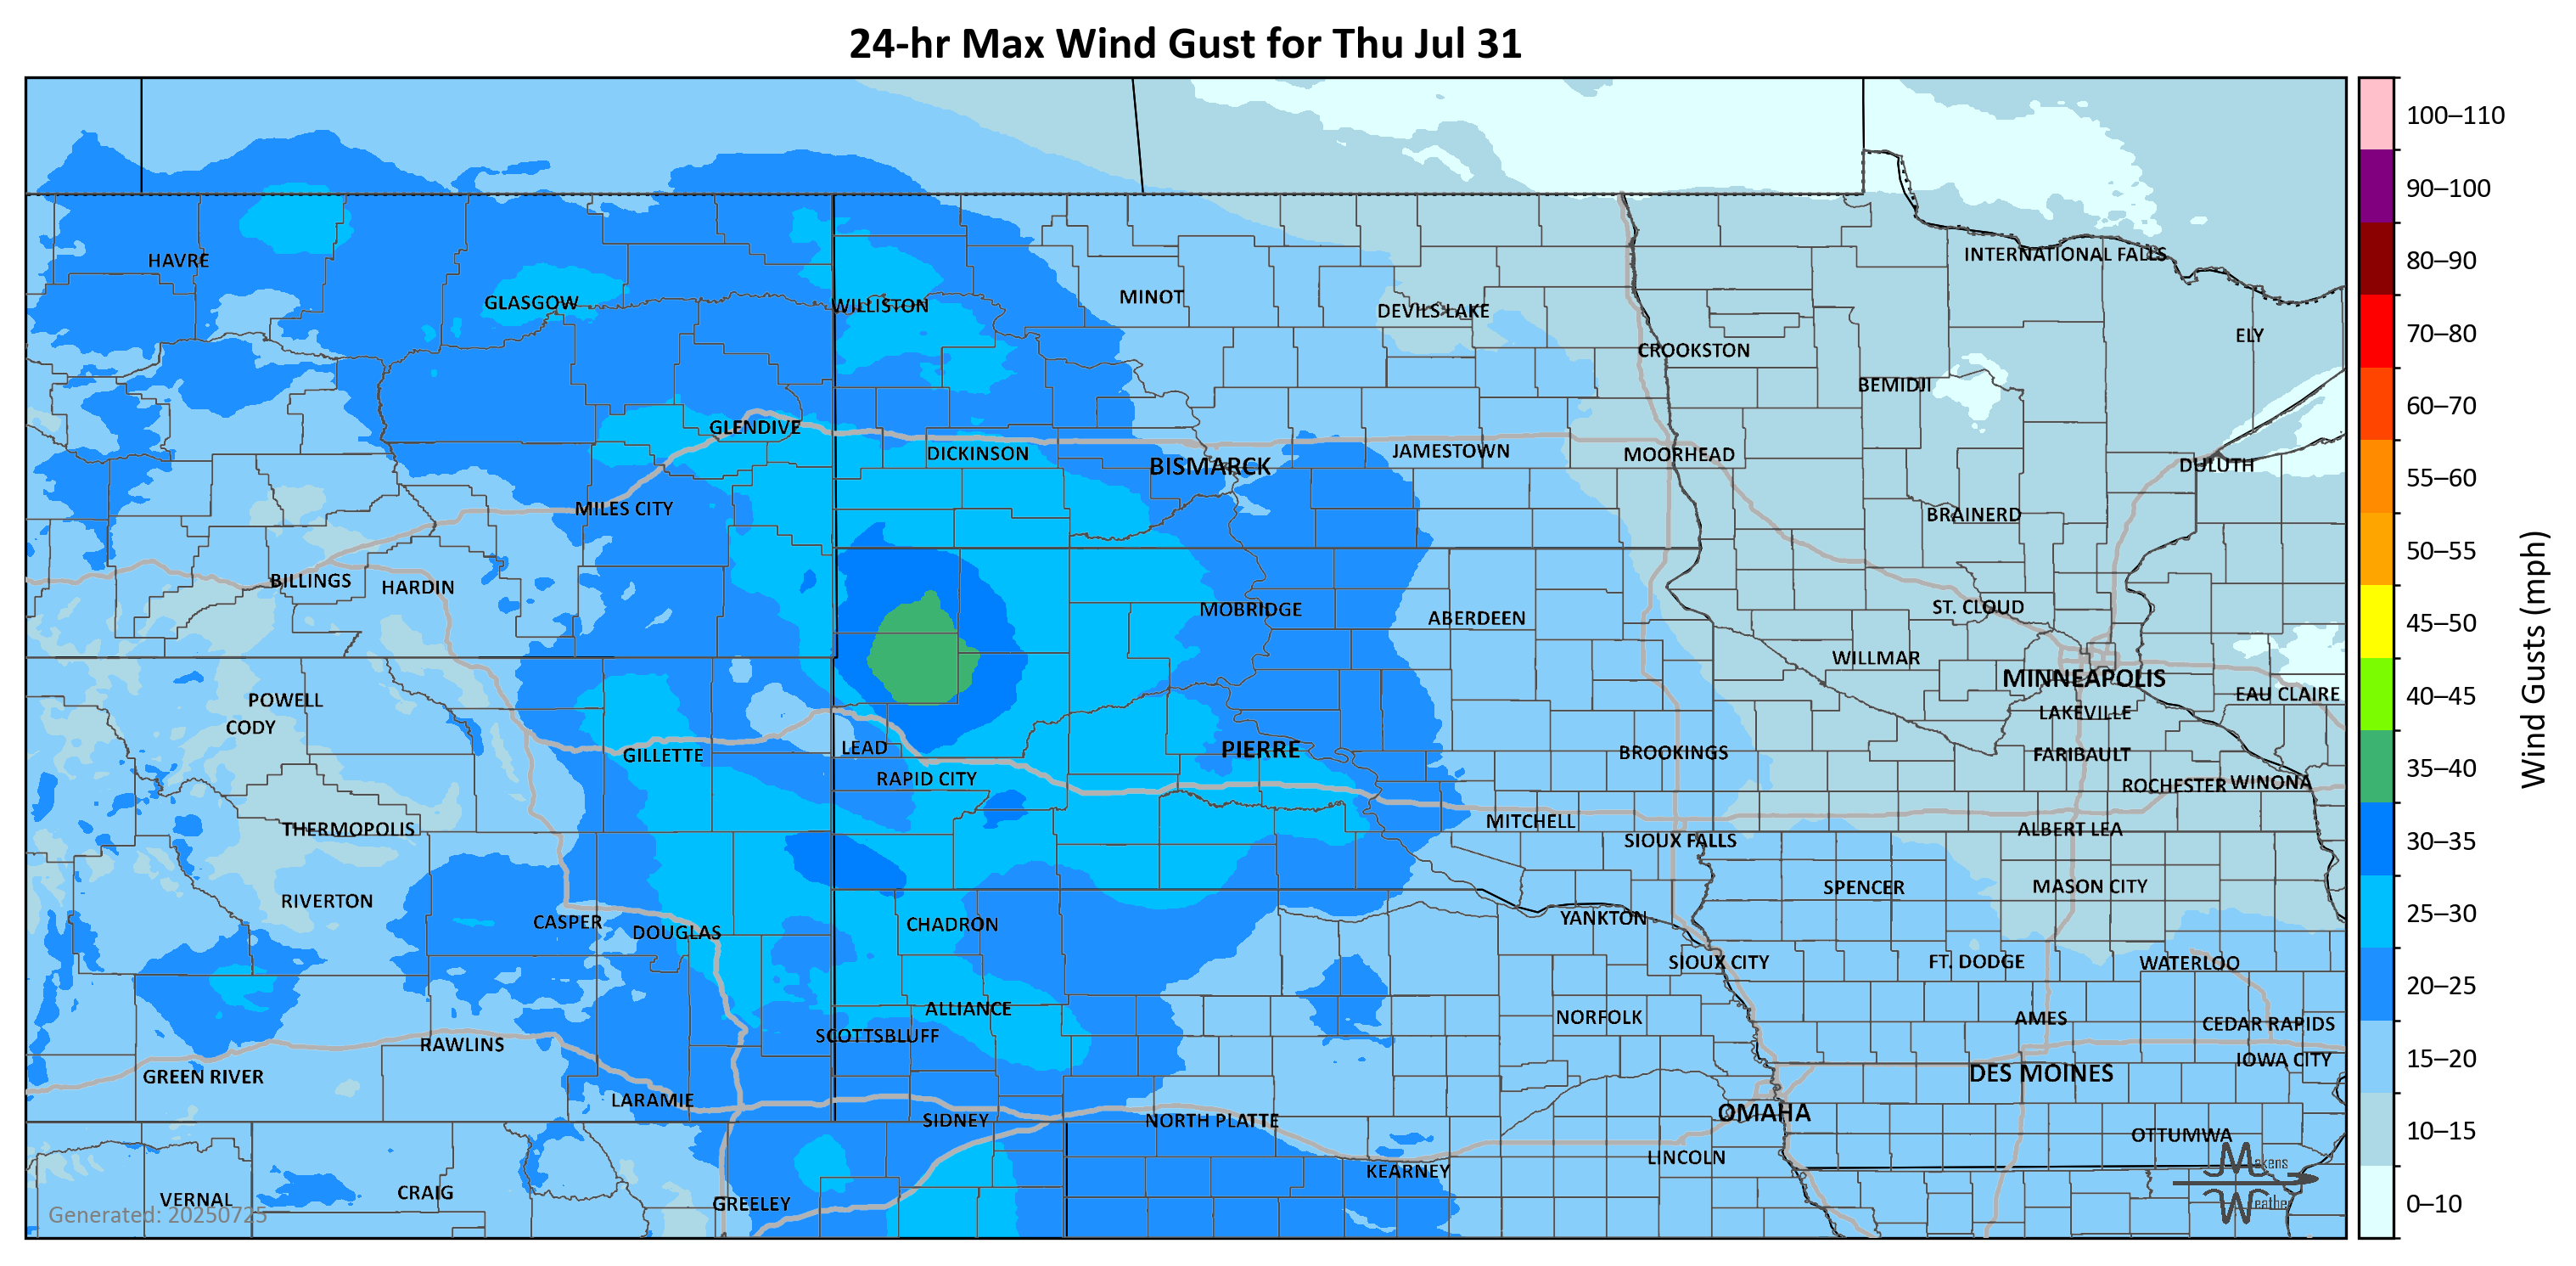 24-hr Max Wind Gust for Thu Jul 31
100–110
90–100
80–90
70–80
60–70
55–60
50–55
45–50
40–45
35–40
30–35
25–30
20–25
15–20
10–15
0–10
Wind Gusts (mph)
HAVRE
GLASGOW
WILLISTON
MINOT
DEVILS LAKE
INTERNATIONAL FALLS
ELY
CROOKSTON
BEMIDJI
GLENDIVE
DICKINSON
BISMARCK
JAMESTOWN
MOORHEAD
DULUTH
MILES CITY
BRAINERD
BILLINGS
HARDIN
MOBRIDGE
ABERDEEN
ST. CLOUD
WILLMAR
MINNEAPOLIS
EAU CLAIRE
POWELL
CODY
LAKEVILLE
GILLETTE
LEAD
PIERRE
BROOKINGS
FARIBAULT
RAPID CITY
ROCHESTER
WINONA
THERMOPOLIS
MITCHELL
SIOUX FALLS
ALBERT LEA
RIVERTON
SPENCER
MASON CITY
CASPER
DOUGLAS
CHADRON
YANKTON
SIOUX CITY
FT. DODGE
WATERLOO
ALLIANCE
NORFOLK
AMES
CEDAR RAPIDS
SCOTTSBLUFF
RAWLINS
IOWA CITY
GREEN RIVER
DES MOINES
LARAMIE
SIDNEY
NORTH PLATTE
OMAHA
OTTUMWA
KEARNEY
LINCOLN
VERNAL
CRAIG
GREELEY
Makens
Weather
Generated: 20250725